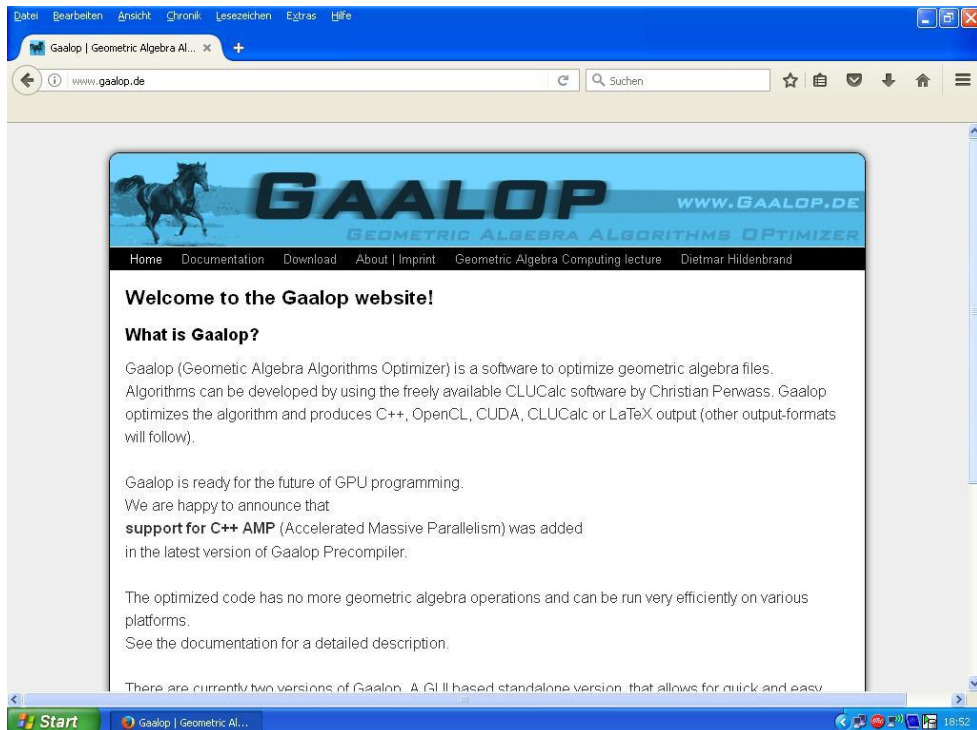 Datei Bearbeiten Ansicht Chronik Lesezeichen Extras Hilfe
Gaalop | Geometric Algebra Al...
www.gaalop.de
Suchen
GAALOP
WWW.GAALOP.DE
GEOMETRIC ALGEBRA ALGORITHMS OPTIMIZER
Home Documentation Download About | Imprint Geometric Algebra Computing lecture Dietmar Hildenbrand
Welcome to the Gaalop website!
What is Gaalop?
Gaalop (Geometic Algebra Algorithms Optimizer) is a software to optimize geometric algebra files.
Algorithms can be developed by using the freely available CLUCalc software by Christian Perwass. Gaalop
optimizes the algorithm and produces C++, OpenCL, CUDA, CLUCalc or LaTeX output (other output-formats
will follow).
Gaalop is ready for the future of GPU programming.
We are happy to announce that
support for C++ AMP (Accelerated Massive Parallelism) was added
in the latest version of Gaalop Precompiler.
The optimized code has no more geometric algebra operations and can be run very efficiently on various
platforms.
See the documentation for a detailed description.
There are currently two versions of Gaalop. A GUI based standalone version, that allows for quick and easy
Start Gaalop | Geometric Al... 18:52